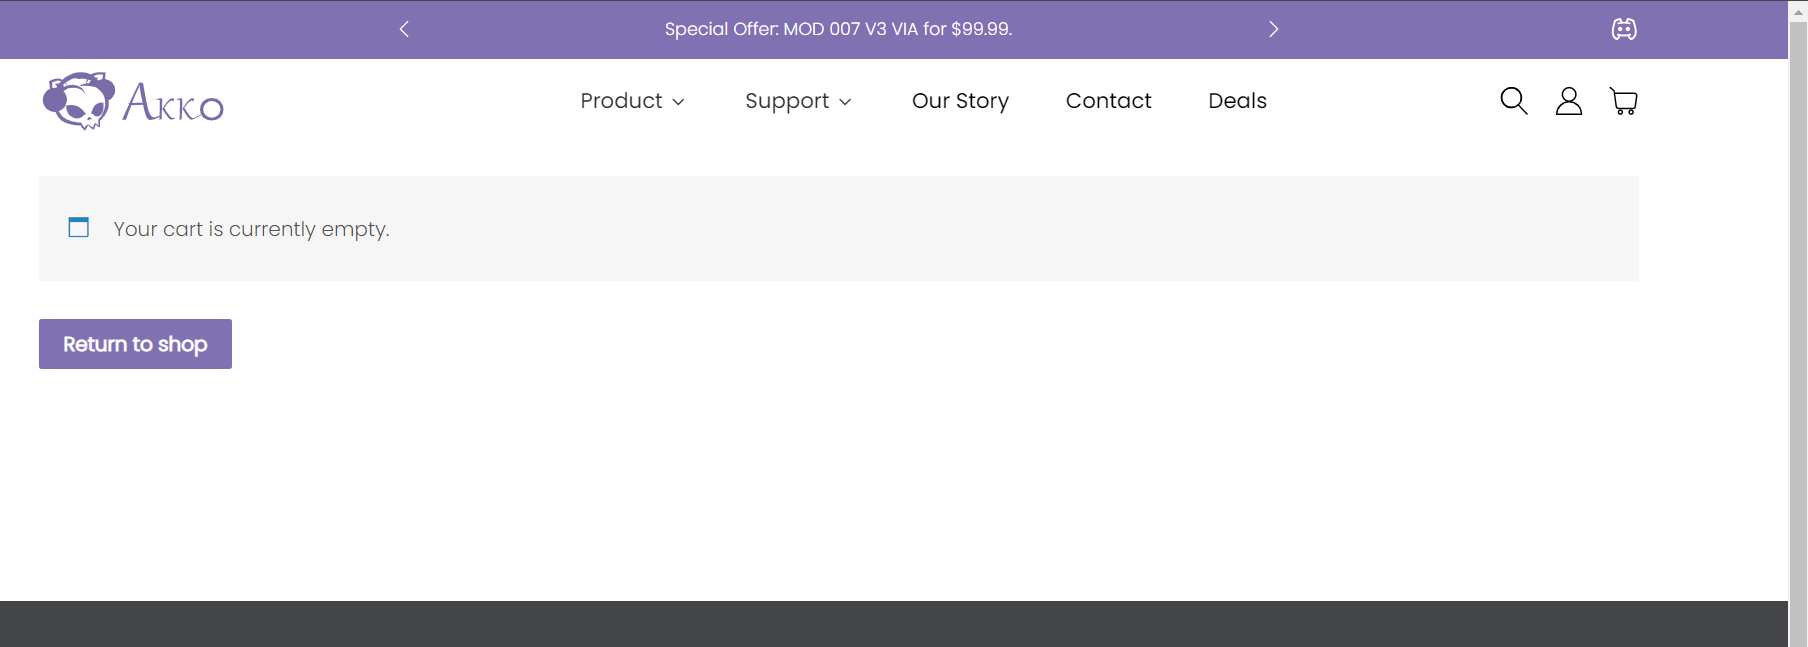 Special Offer: MOD 007 V3 VIA for $99.99.
AKKO
Product
Support
Our Story
Contact
Deals
Your cart is currently empty.
Return to shop